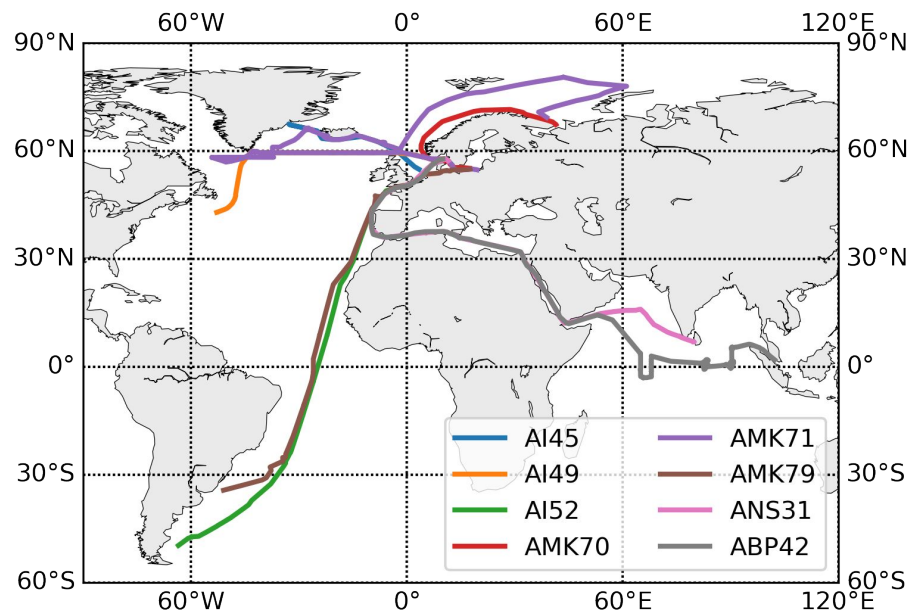 60°W 0° 60°E 120°E
90°N 90°N
60°N 60°N
30°N 30°N
0° 0°
AI45 AMK71
AI49 AMK79
30°S 30°S
AI52 ANS31
AMK70 ABP42
60°S 60°S
60°W 0° 60°E 120°E